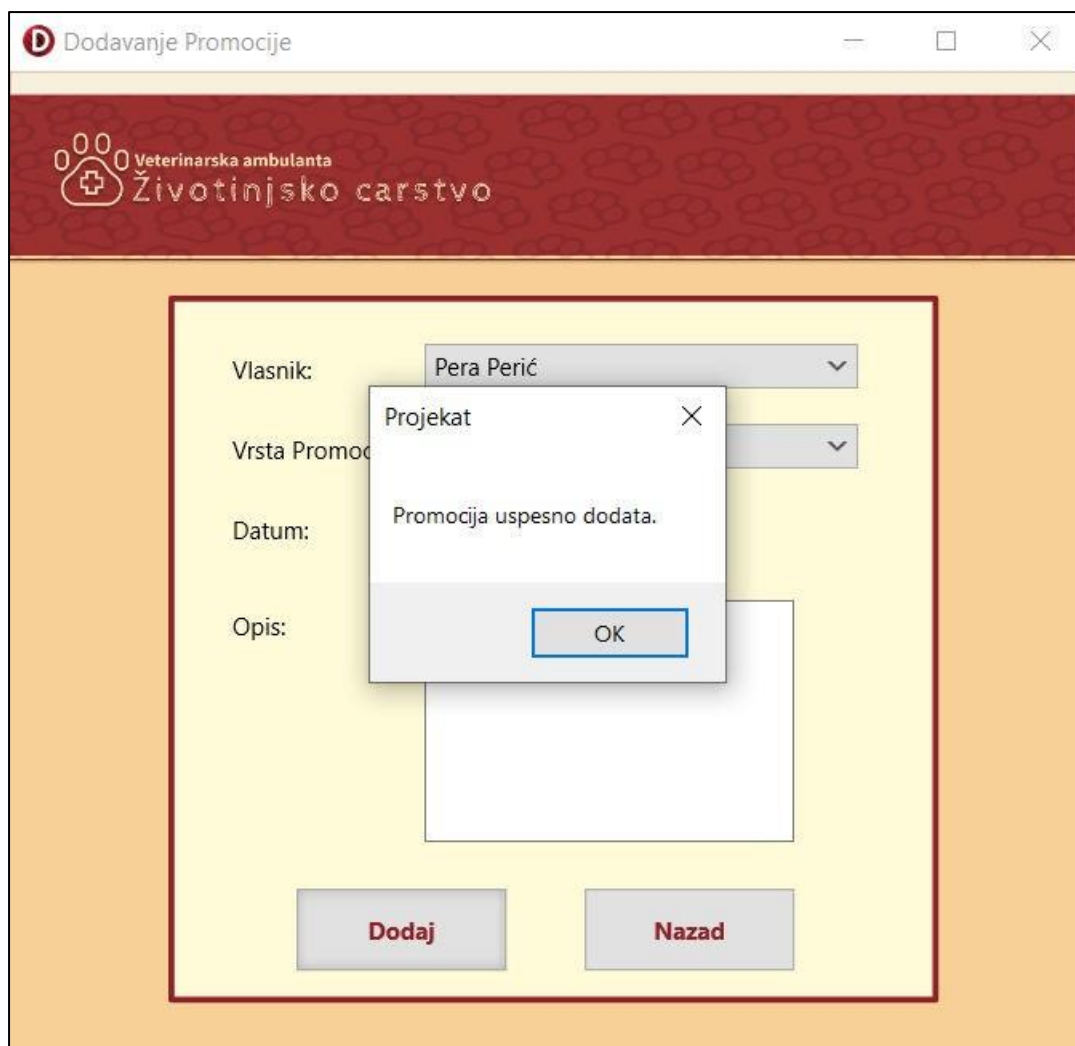 Dodavanje Promocije
Veterinarska ambulanta
Životinjsko carstvo
Vlasnik:
Pera Perić
Projekat
Vrsta Promoc
Promocija uspesno dodata.
Datum:
Opis:
OK
Dodaj
Nazad